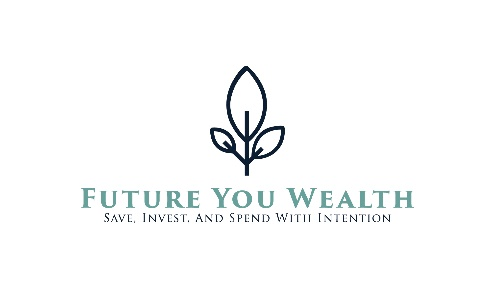 Future You Wealth
Save, Invest, And Spend With Intention